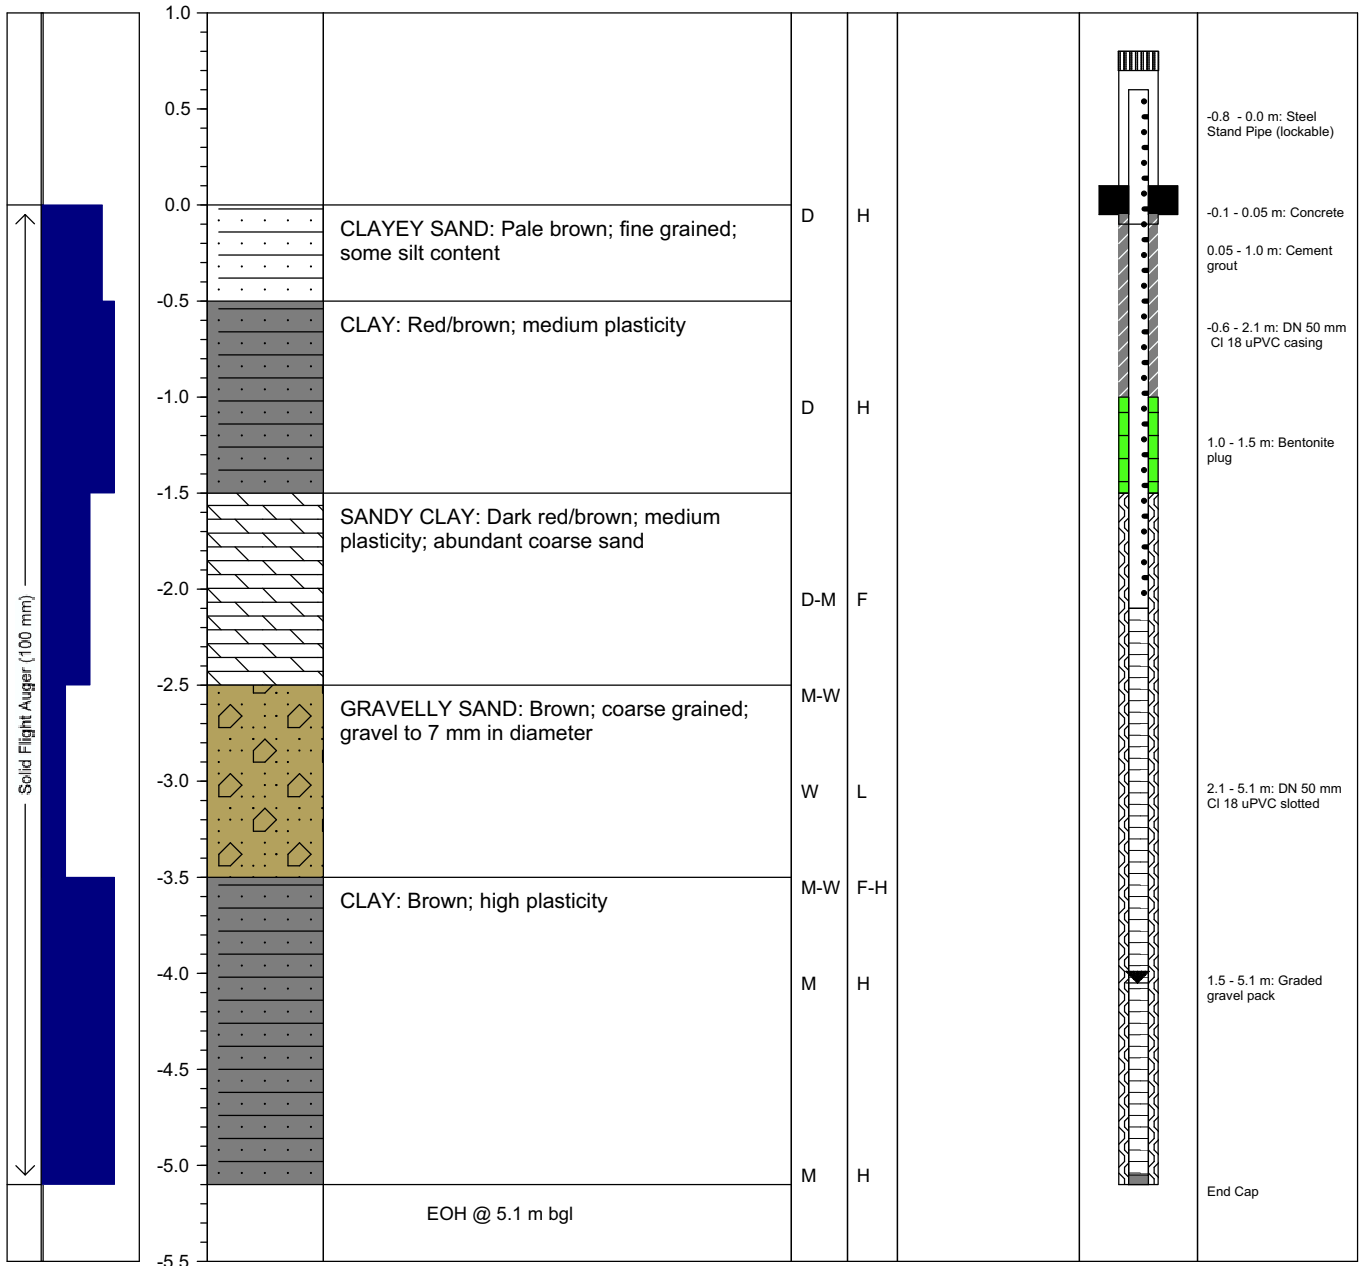 1.0
0.5
0.0
-0.5
-1.0
-1.5
-2.0
-2.5
-3.0
-3.5
-4.0
-4.5
-5.0
-5.5
Solid Flight Auger (100 mm)
CLAYEY SAND: Pale brown; fine grained;
some silt content
CLAY: Red/brown; medium plasticity
SANDY CLAY: Dark red/brown; medium
plasticity; abundant coarse sand
GRAVELLY SAND: Brown; coarse grained;
gravel to 7 mm in diameter
CLAY: Brown; high plasticity
EOH @ 5.1 m bgl
D H
D H
D-M F
M-W
W L
M-W F-H
M H
M H
-0.8 - 0.0 m: Steel
Stand Pipe (lockable)
-0.1 - 0.05 m: Concrete
0.05 - 1.0 m: Cement
grout
-0.6 - 2.1 m: DN 50 mm
Cl 18 uPVC casing
1.0 - 1.5 m: Bentonite
plug
2.1 - 5.1 m: DN 50 mm
Cl 18 uPVC slotted
1.5 - 5.1 m: Graded
gravel pack
End Cap